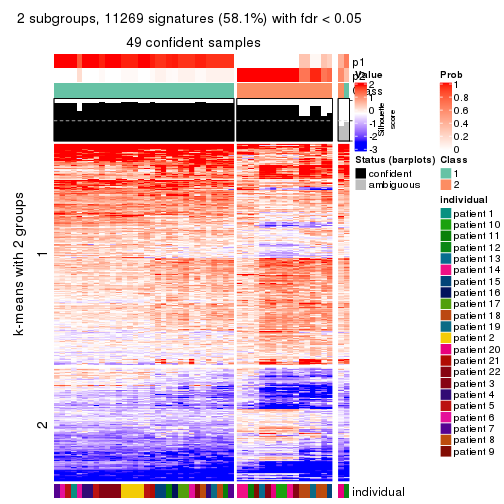 2 subgroups, 11269 signatures (58.1%) with fdr < 0.05
49 confident samples
p1
p2
Class
Silhouette score
k-means with 2 groups
1
2
individual
Value
2
1
0
-1
-2
-3
Status (barplots)
confident
ambiguous
Prob
1
0.8
0.6
0.4
0.2
0
Class
1
2
individual
patient 1
patient 10
patient 11
patient 12
patient 13
patient 14
patient 15
patient 16
patient 17
patient 18
patient 19
patient 2
patient 20
patient 21
patient 22
patient 3
patient 4
patient 5
patient 6
patient 7
patient 8
patient 9